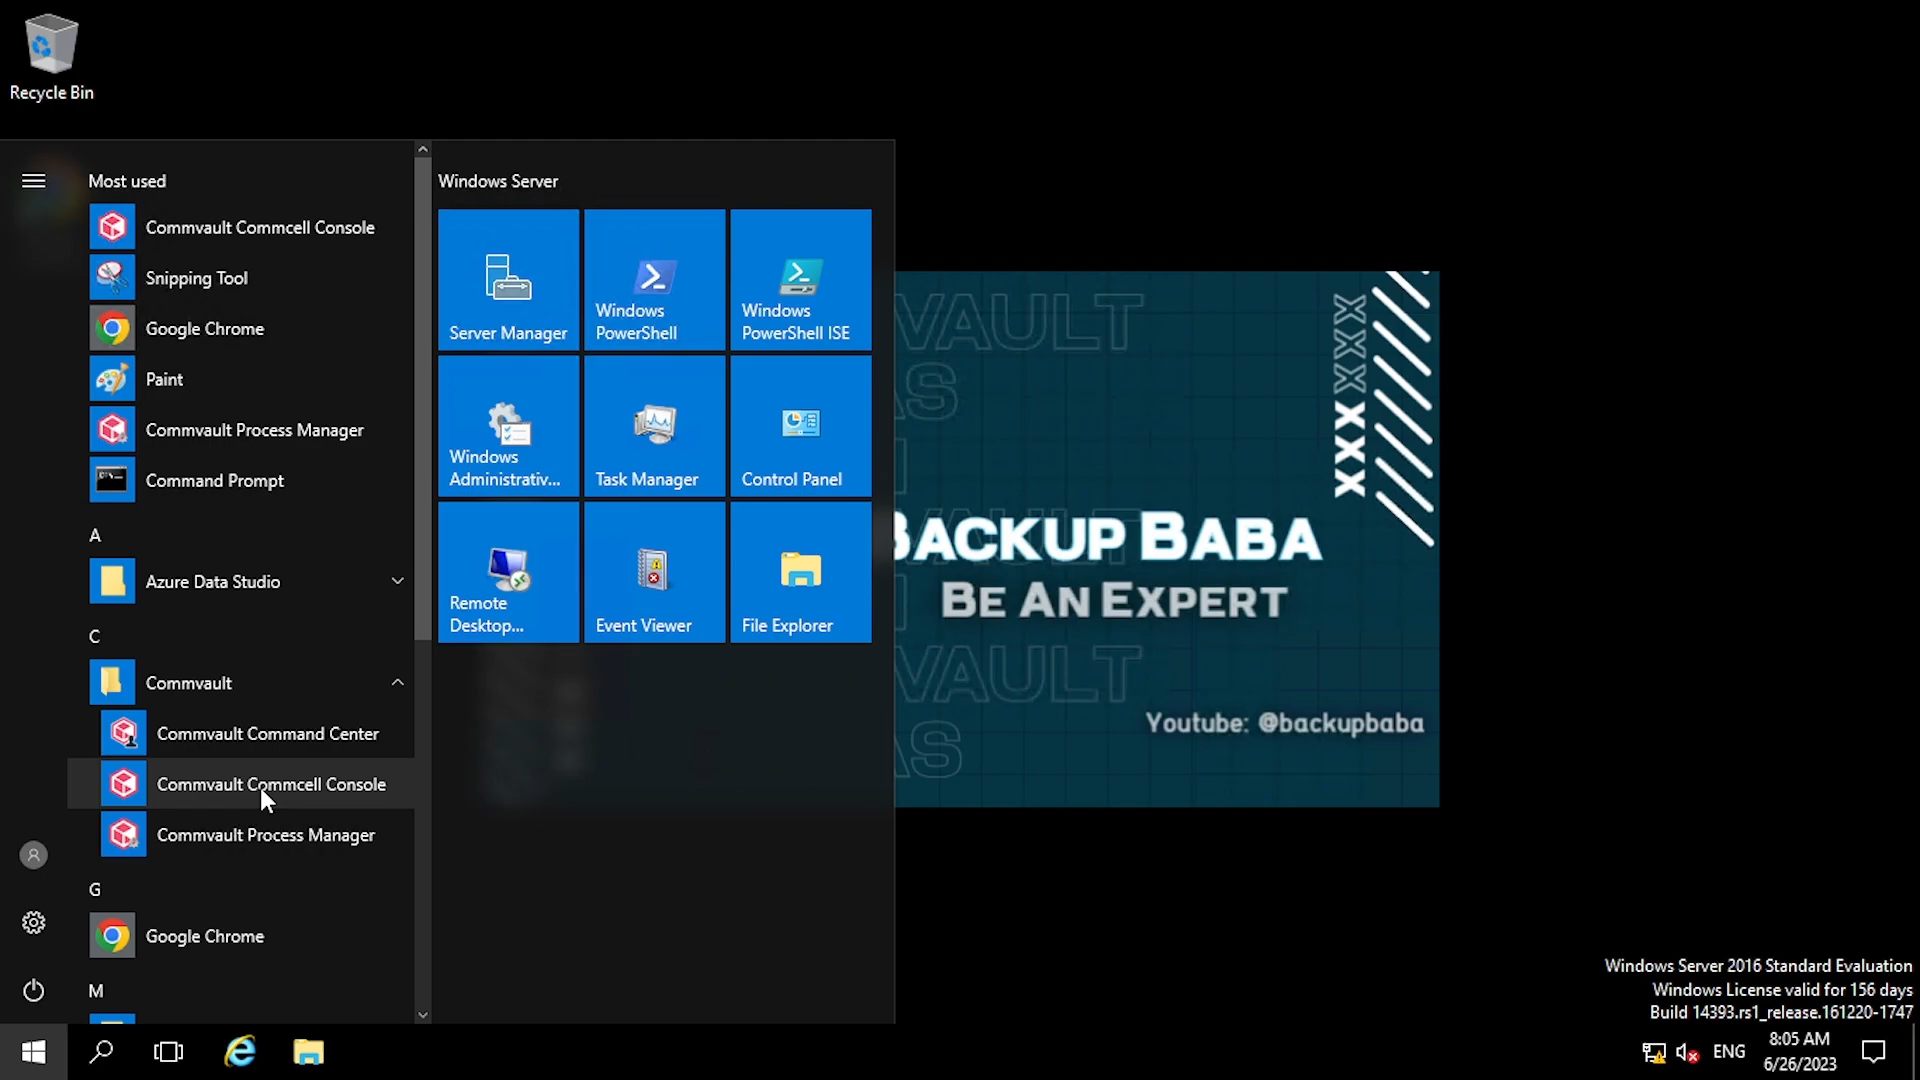 Recycle Bin
Most used
Commvault Commcell Console
Snipping Tool
Google Chrome
Paint
Commvault Process Manager
Command Prompt
A
Azure Data Studio
C
Commvault
Commvault Command Center
Commvault Commcell Console
Commvault Process Manager
G
Google Chrome
M
Windows Server
Server Manager
Windows
PowerShell
Windows
PowerShell ISE
Windows
Administrativ...
Task Manager
Control Panel
Remote
Desktop...
Event Viewer
File Explorer
VAULT
AS
XXXXXX
BACKUP BABA
BE AN EXPERT
VAULT
AS
Youtube: @backupbaba
Windows Server 2016 Standard Evaluation
Windows License valid for 156 days
Build 14393.rs1_release.161220-1747
ENG
8:05 AM
6/26/2023